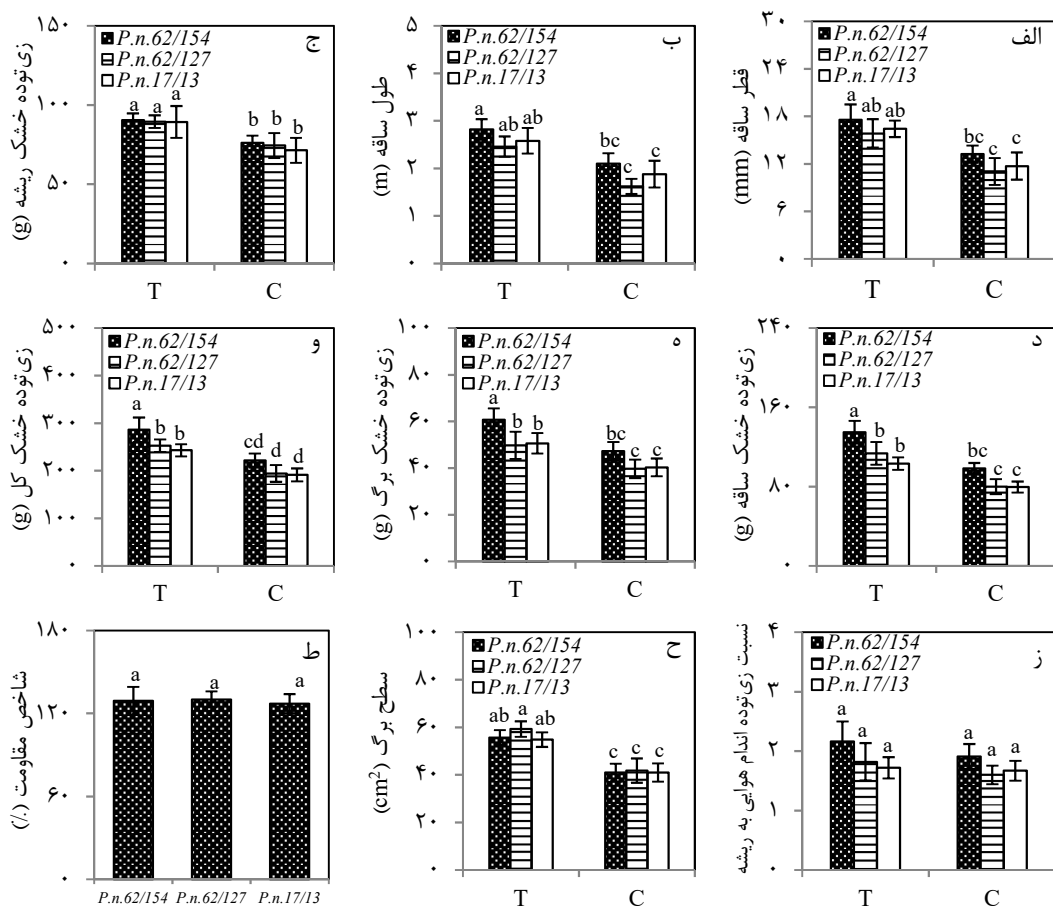 الف
قطر ساقه (mm)
۳۰
۲۴
۱۸
۱۲
۶
۰
P.n.62/154
P.n.62/127
P.n.17/13
a ab ab
bc c c
T C
ب
طول ساقه (m)
۵
۴
۳
۲
۱
۰
P.n.62/154
P.n.62/127
P.n.17/13
a ab ab
bc c c
T C
ج
زی‌توده خشک ریشه (g)
۱۵۰
۱۰۰
۵۰
۰
P.n.62/154
P.n.62/127
P.n.17/13
a a a
b b b
T C
د
زی‌توده خشک ساقه (g)
۲۴۰
۱۶۰
۸۰
۰
P.n.62/154
P.n.62/127
P.n.17/13
a b b
bc c c
T C
ه
زی‌توده خشک برگ (g)
۱۰۰
۸۰
۶۰
۴۰
۲۰
۰
P.n.62/154
P.n.62/127
P.n.17/13
a b b
bc c c
T C
و
زی‌توده خشک کل (g)
۵۰۰
۴۰۰
۳۰۰
۲۰۰
۱۰۰
۰
P.n.62/154
P.n.62/127
P.n.17/13
a b b
cd d d
T C
ز
نسبت زی‌توده اندام هوایی به ریشه
۴
۳
۲
۱
۰
P.n.62/154
P.n.62/127
P.n.17/13
a a a
a a a
T C
ح
سطح برگ (cm²)
۱۰۰
۸۰
۶۰
۴۰
۲۰
۰
P.n.62/154
P.n.62/127
P.n.17/13
ab a ab
c c c
T C
ط
شاخص مقاومت (٪)
۱۸۰
۱۲۰
۶۰
۰
a a a
P.n.62/154 P.n.62/127 P.n.17/13